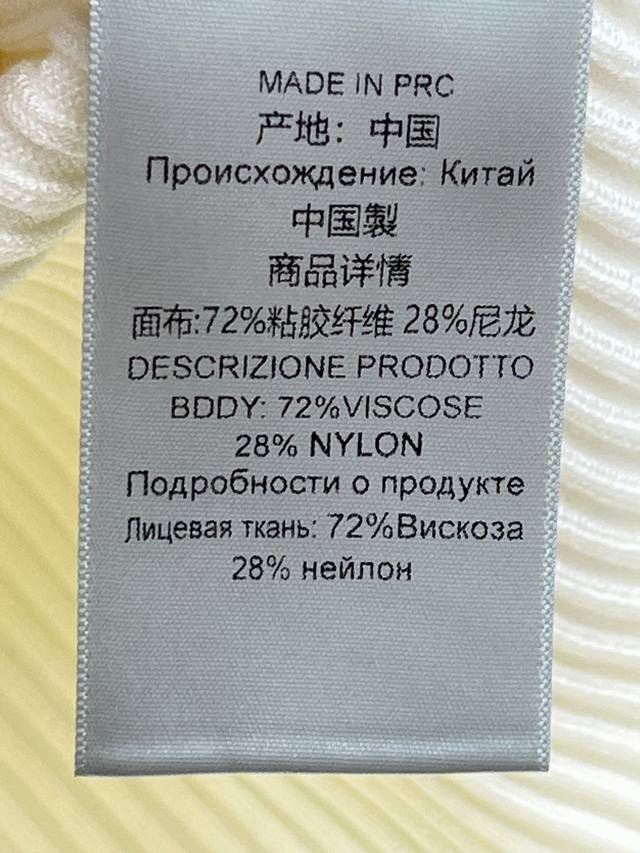 MADE IN PRC
产地：中国
Происхождение: Китай
中国製
商品详情
面布:72%粘胶纤维 28%尼龙
DESCRIZIONE PRODOTTO
BDDY: 72%VISCOSE
28% NYLON
Подробности о продукте
Лицевая ткань: 72%Вискоза
28% нейлон